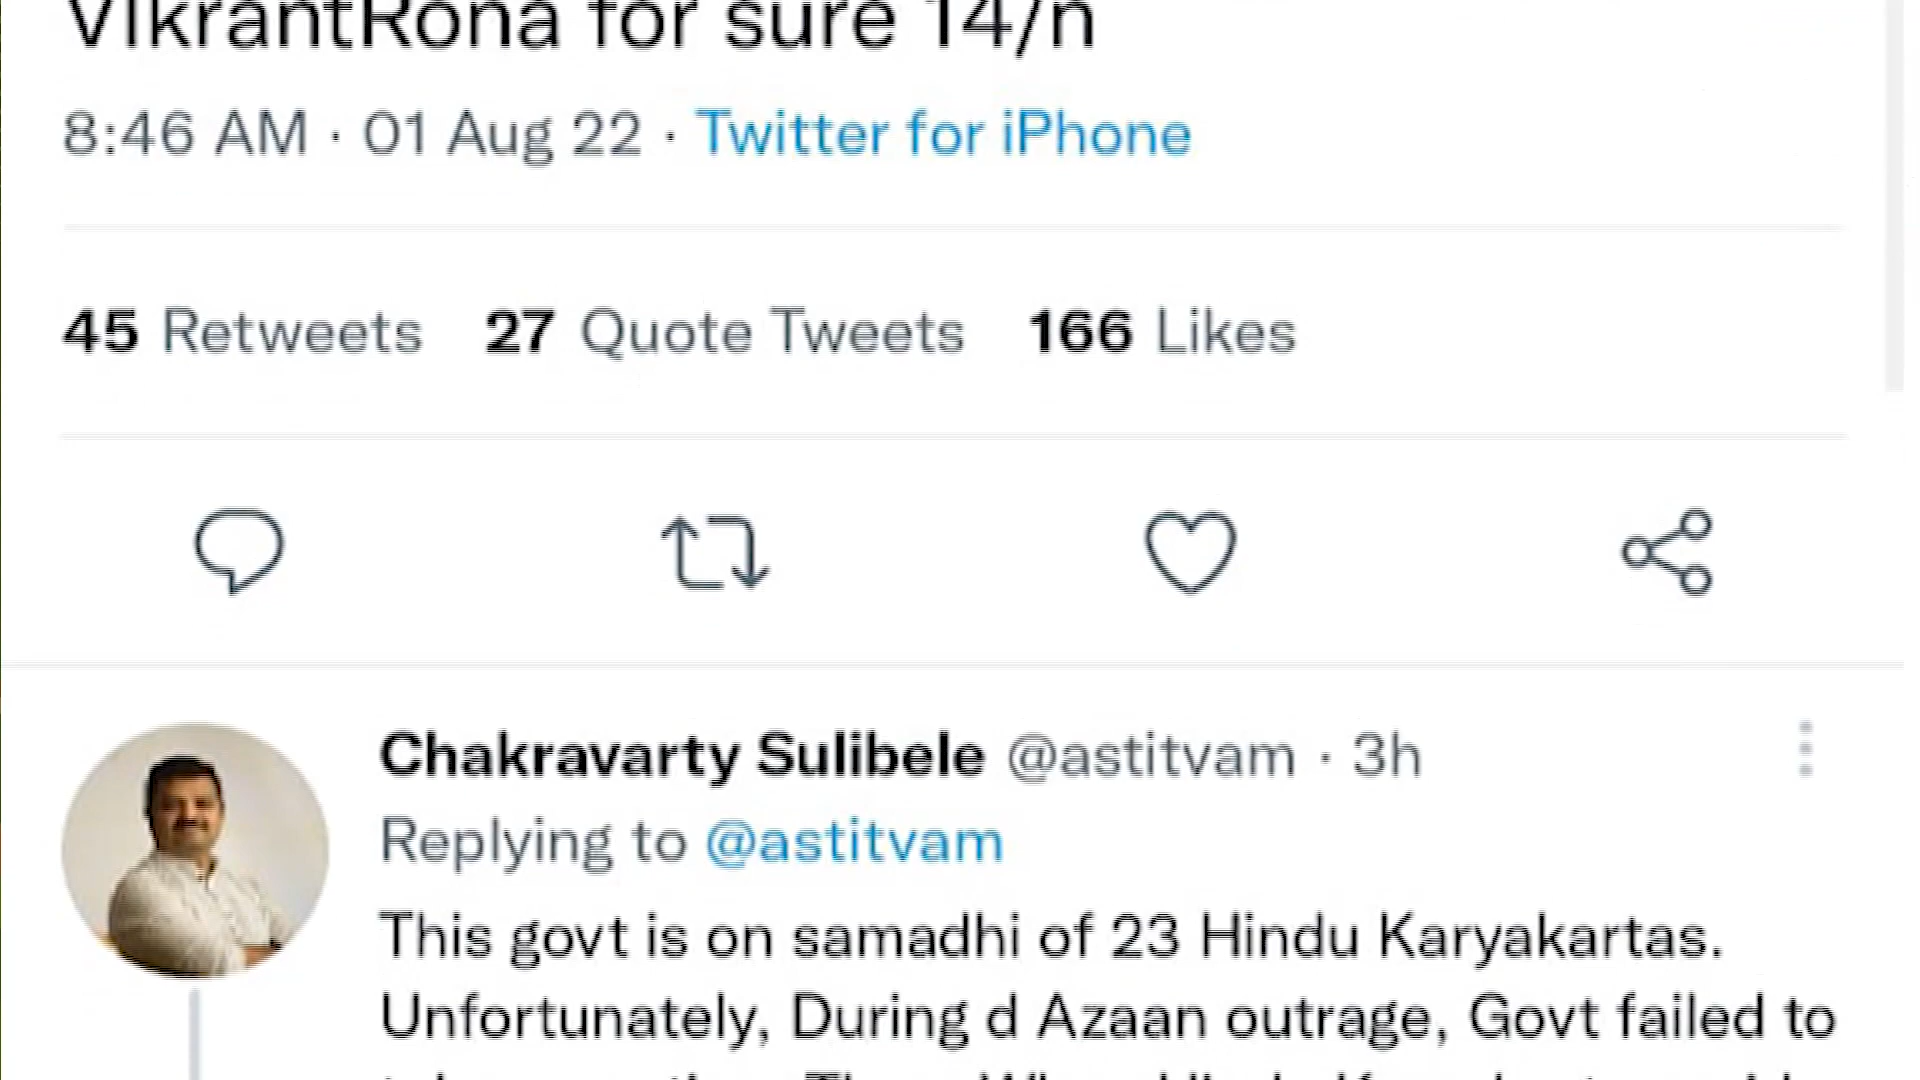 VikrantRona for sure 14/n
8:46 AM · 01 Aug 22 · Twitter for iPhone
45 Retweets 27 Quote Tweets 166 Likes
Chakravarty Sulibele @astitvam · 3h
Replying to @astitvam
This govt is on samadhi of 23 Hindu Karyakartas.
Unfortunately, During d Azaan outrage, Govt failed to